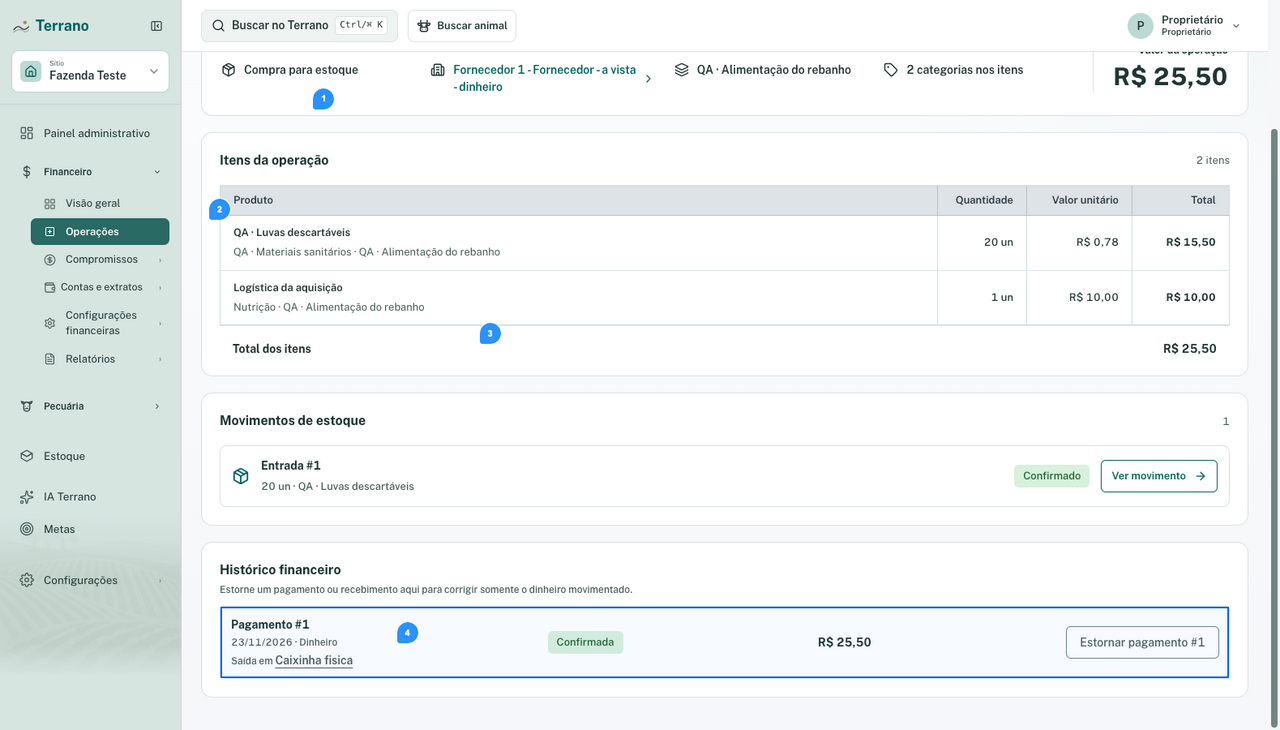 Terrano
Sítio
Fazenda Teste
Painel administrativo
Financeiro
Visão geral
Operações
Compromissos
Contas e extratos
Configurações
financeiras
Relatórios
Pecuária
Estoque
IA Terrano
Metas
Configurações
Buscar no Terrano Ctrl/⌘ K
Buscar animal
P
Proprietário
Proprietário
Valor da operação
Compra para estoque
Fornecedor 1 - Fornecedor - a vista
- dinheiro
QA · Alimentação do rebanho
2 categorias nos itens
R$ 25,50
1
Itens da operação
2 itens
2
Produto Quantidade Valor unitário Total
QA · Luvas descartáveis
QA · Materiais sanitários · QA · Alimentação do rebanho
20 un R$ 0,78 R$ 15,50
Logística da aquisição
Nutrição · QA · Alimentação do rebanho
1 un R$ 10,00 R$ 10,00
3
Total dos itens R$ 25,50
Movimentos de estoque
1
Entrada #1
20 un · QA · Luvas descartáveis
Confirmado
Ver movimento
Histórico financeiro
Estorne um pagamento ou recebimento aqui para corrigir somente o dinheiro movimentado.
Pagamento #1
23/11/2026 · Dinheiro
Saída em Caixinha fisica
4
Confirmada
R$ 25,50
Estornar pagamento #1